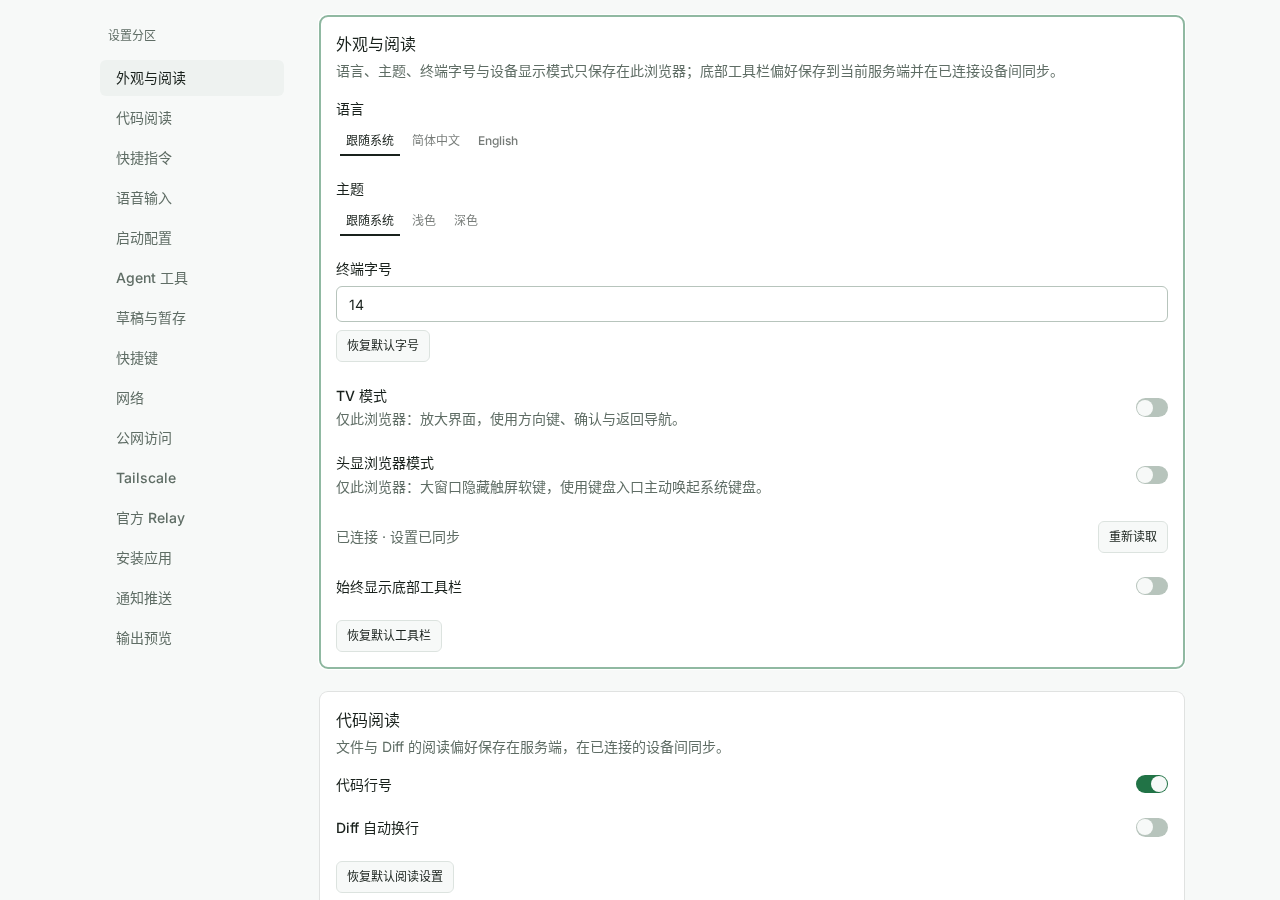 设置分区
外观与阅读
代码阅读
快捷指令
语音输入
启动配置
Agent 工具
草稿与暂存
快捷键
网络
公网访问
Tailscale
官方 Relay
安装应用
通知推送
输出预览
外观与阅读
语言、主题、终端字号与设备显示模式只保存在此浏览器；底部工具栏偏好保存到当前服务端并在已连接设备间同步。
语言
跟随系统 简体中文 English
主题
跟随系统 浅色 深色
终端字号
14
恢复默认字号
TV 模式
仅此浏览器：放大界面，使用方向键、确认与返回导航。
头显浏览器模式
仅此浏览器：大窗口隐藏触屏软键，使用键盘入口主动唤起系统键盘。
已连接 · 设置已同步 重新读取
始终显示底部工具栏
恢复默认工具栏
代码阅读
文件与 Diff 的阅读偏好保存在服务端，在已连接的设备间同步。
代码行号
Diff 自动换行
恢复默认阅读设置